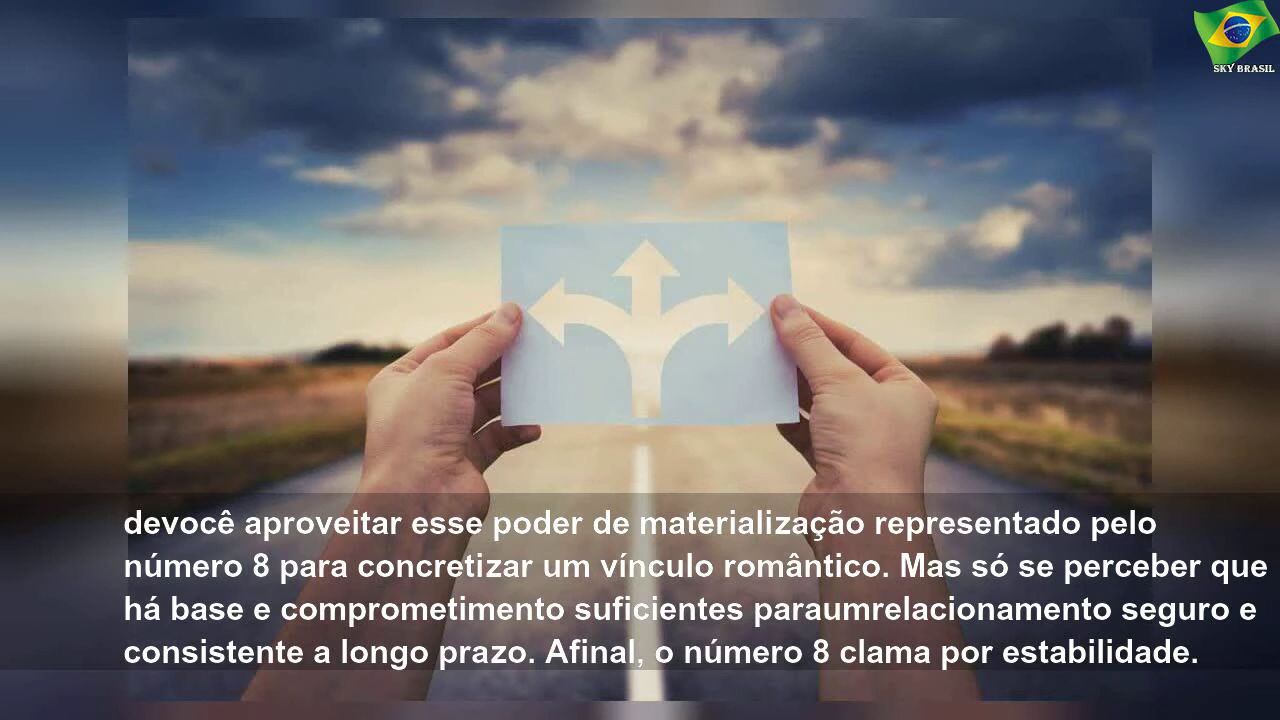 SKY BRASIL
devocê aproveitar esse poder de materialização representado pelo
número 8 para concretizar um vínculo romântico. Mas só se perceber que
há base e comprometimento suficientes paraumrelacionamento seguro e
consistente a longo prazo. Afinal, o número 8 clama por estabilidade.